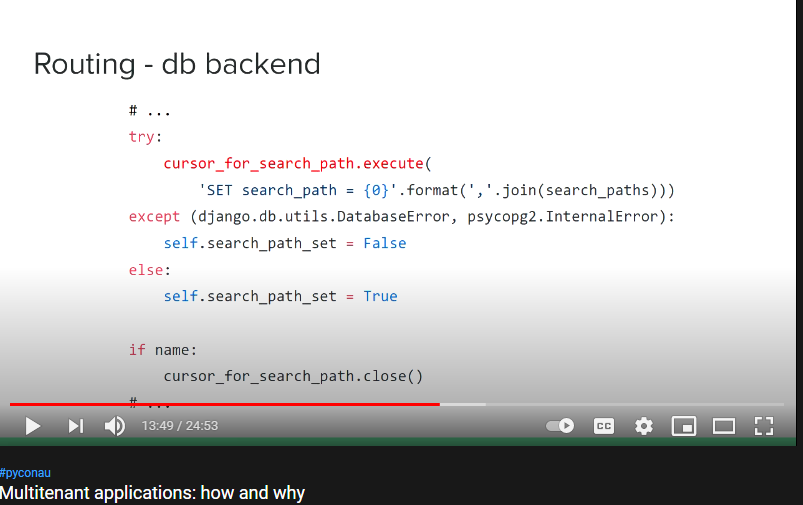 Routing - db backend
# ...
try:
cursor_for_search_path.execute(
'SET search_path = {0}'.format(','.join(search_paths)))
except (django.db.utils.DatabaseError, psycopg2.InternalError):
self.search_path_set = False
else:
self.search_path_set = True
if name:
cursor_for_search_path.close()
# ...
13:49 / 24:53
CC
#pyconau
Multitenant applications: how and why